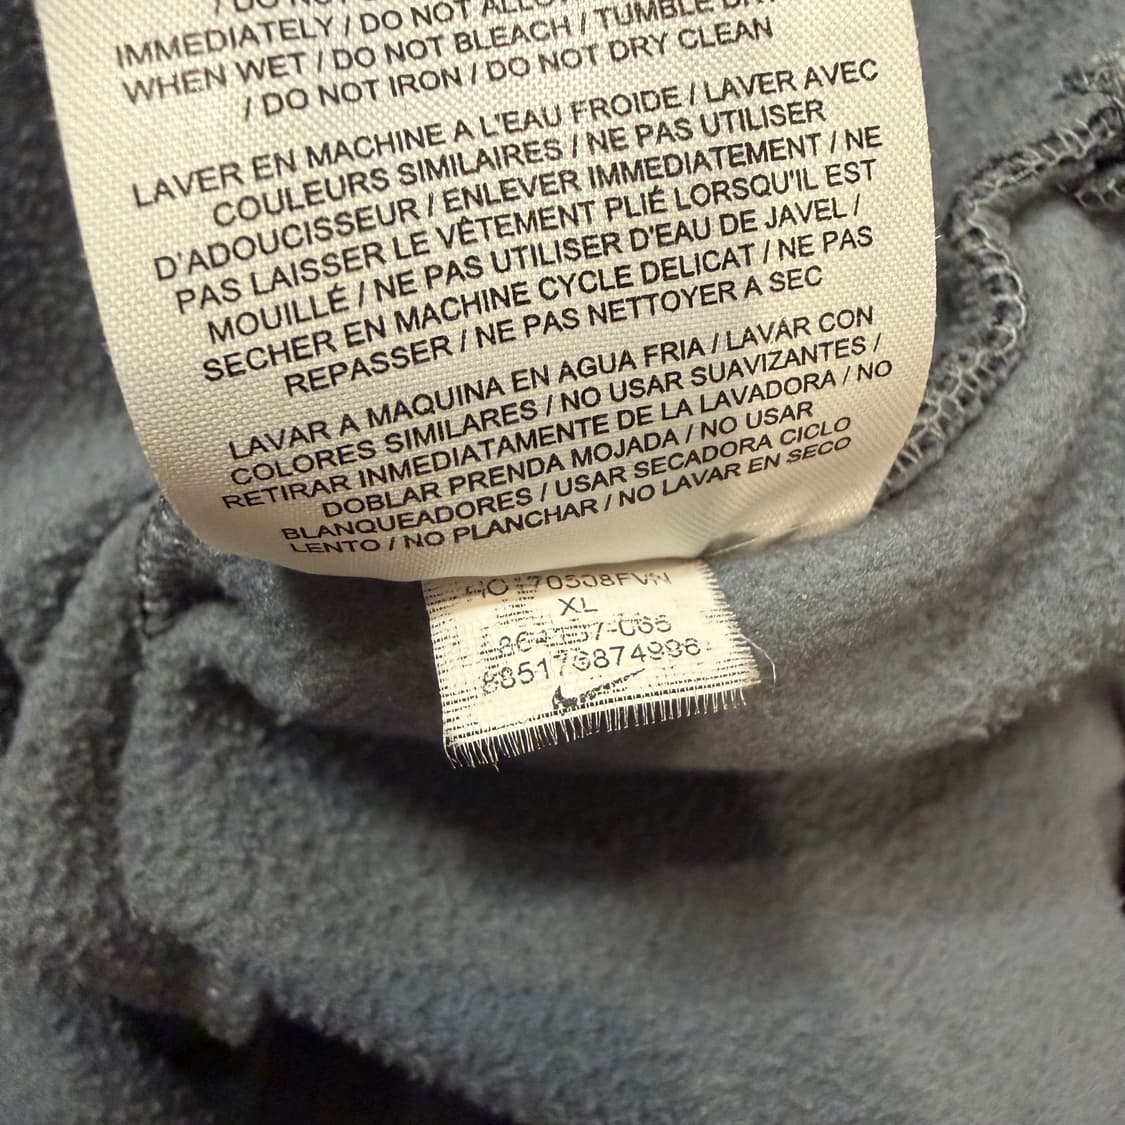 / DO NOT
IMMEDIATELY / DO NOT
WHEN WET / DO NOT BLEACH / TUMBLE
/ DO NOT IRON / DO NOT DRY CLEAN
LAVER EN MACHINE A L'EAU FROIDE / LAVER AVEC
COULEURS SIMILAIRES / NE PAS UTILISER
D'ADOUCISSEUR / ENLEVER IMMEDIATEMENT / NE
PAS LAISSER LE VÊTEMENT PLIÉ LORSQU'IL EST
MOUILLÉ / NE PAS UTILISER D'EAU DE JAVEL /
SECHER EN MACHINE CYCLE DELICAT / NE PAS
REPASSER / NE PAS NETTOYER A SEC
LAVAR A MAQUINA EN AGUA FRIA / LAVAR CON
COLORES SIMILARES / NO USAR SUAVIZANTES /
RETIRAR INMEDIATAMENTE DE LA LAVADORA / NO
DOBLAR PRENDA MOJADA / NO USAR
BLANQUEADORES / USAR SECADORA CICLO
LENTO / NO PLANCHAR / NO LAVAR EN SECO
XL